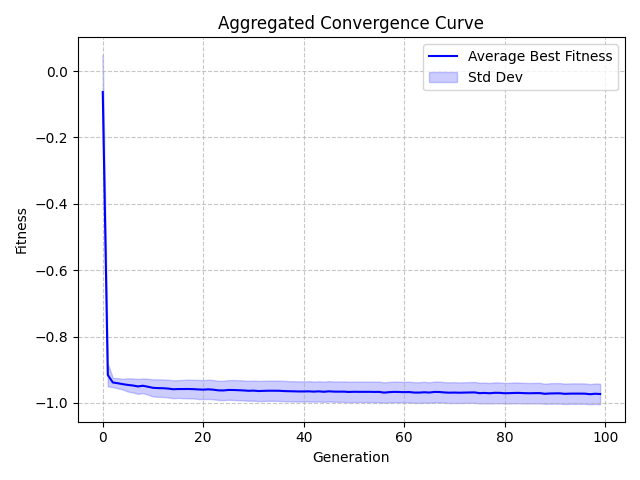 Aggregated Convergence Curve
Average Best Fitness
Std Dev
Fitness
0.0
−0.2
−0.4
−0.6
−0.8
−1.0
0 20 40 60 80 100
Generation